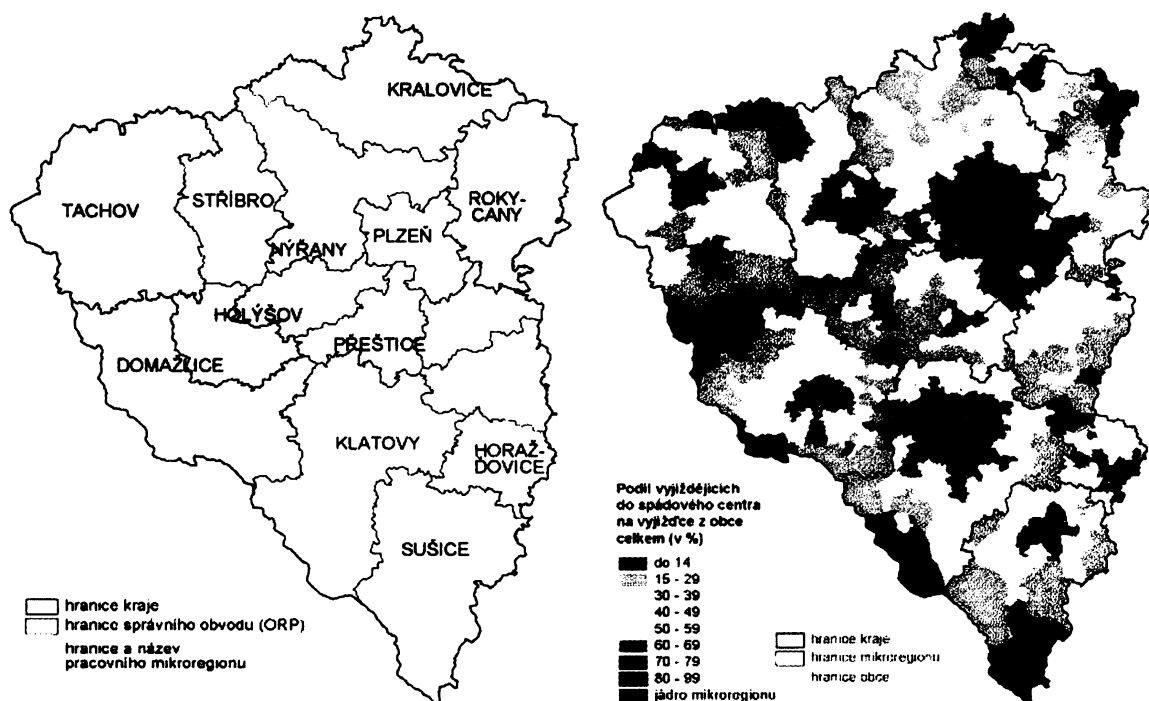 KRALOVICE
TACHOV
STŘÍBRO
ROKY-
CANY
PLZEŇ
NÝŘANY
HOLÝŠOV
PŘEŠTICE
DOMAŽLICE
KLATOVY
HORAŽ-
ĎOVICE
SUŠICE
hranice kraje
hranice správního obvodu (ORP)
hranice a název
pracovního mikroregionu
Podíl vyjíždějících
do spádového centra
na vyjížďce z obce
celkem (v %)
do 14
15 - 29
30 - 39
40 - 49
50 - 59
60 - 69
70 - 79
80 - 99
jádro mikroregionu
hranice kraje
hranice mikroregionu
hranice obce